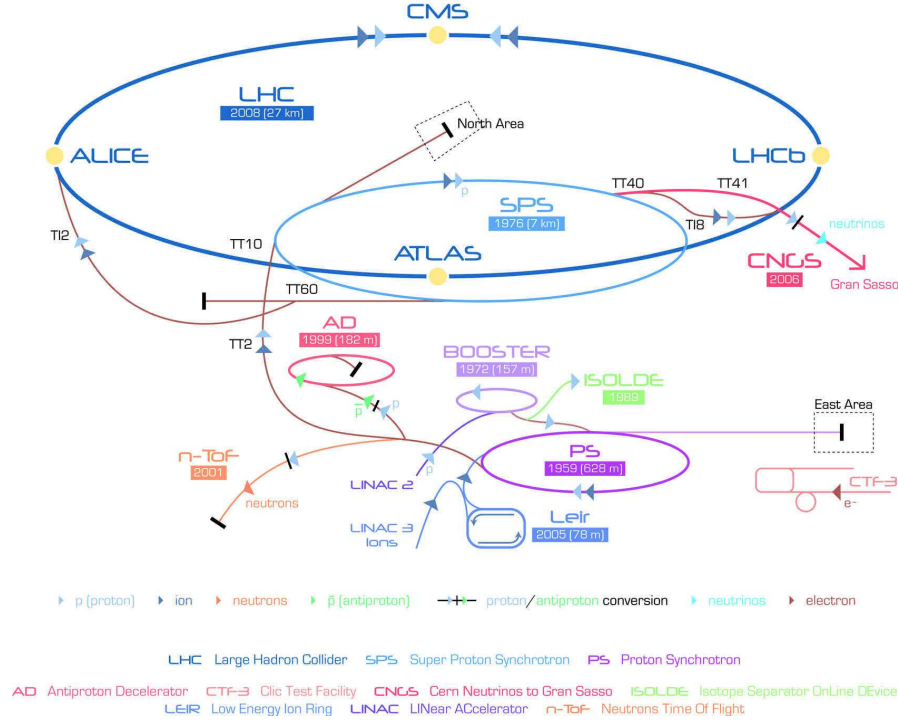 CMS
LHC
2008 (27 km)
North Area
ALICE
LHCb
TT40
TT41
p
SPS
1976 (7 km)
TI8
neutrinos
TI2
TT10
ATLAS
CNGS
2006
Gran Sasso
TT60
AD
1999 (182 m)
TT2
BOOSTER
1972 (157 m)
ISOLDE
1989
p̄
p
East Area
n-ToF
2001
PS
1959 (628 m)
p
LINAC 2
neutrons
CTF-3
e-
LINAC 3
Ions
Leir
2005 (78 m)
p (proton) ion neutrons p̄ (antiproton) proton/antiproton conversion neutrinos electron
LHC Large Hadron Collider SPS Super Proton Synchrotron PS Proton Synchrotron
AD Antiproton Decelerator CTF-3 Clic Test Facility CNGS Cern Neutrinos to Gran Sasso ISOLDE Isotope Separator OnLine DEvice
LEIR Low Energy Ion Ring LINAC LINear ACcelerator n-ToF Neutrons Time Of Flight